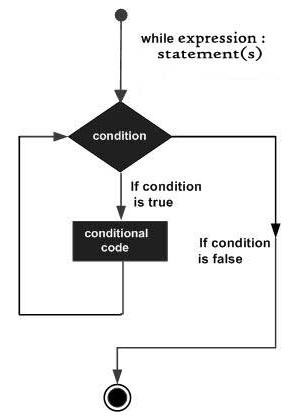 while expression :
statement(s)
condition
If condition
is true
conditional
code
If condition
is false